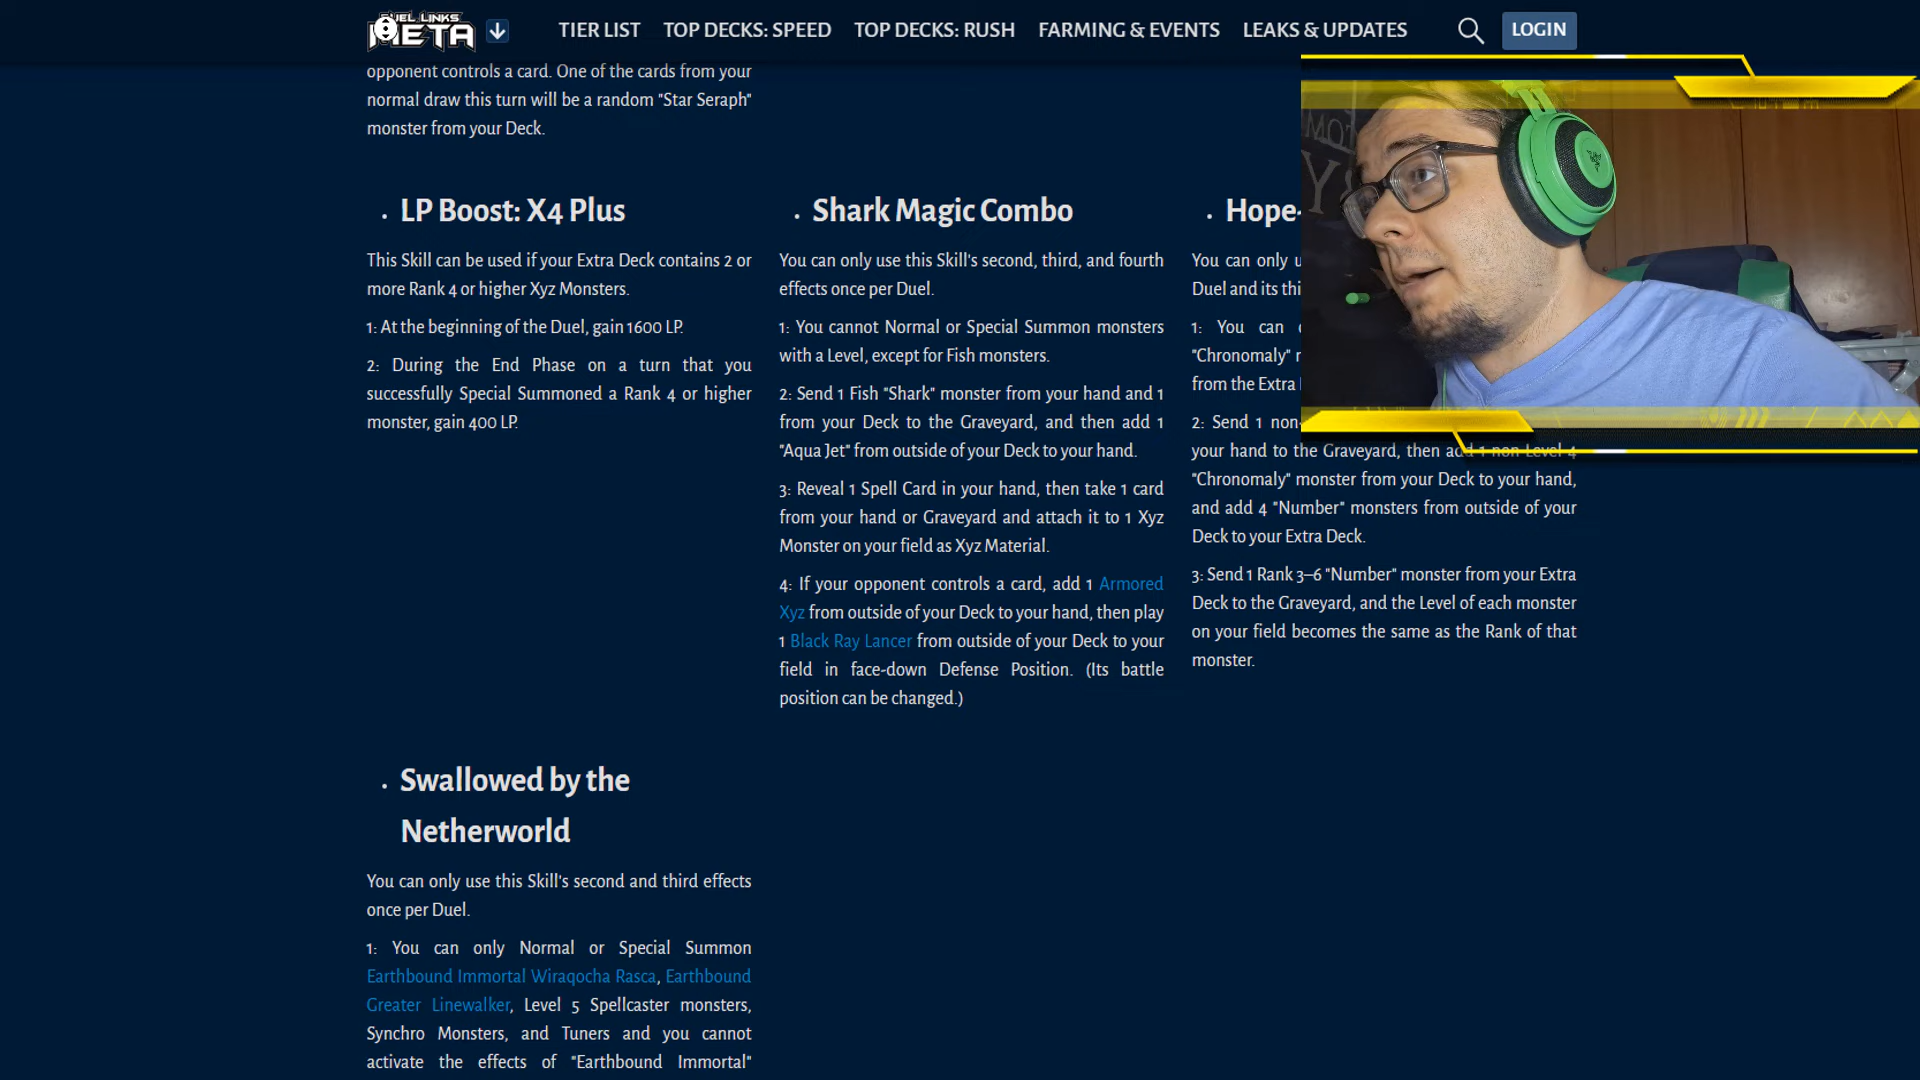 DUEL LINKS
META
TIER LIST
TOP DECKS: SPEED
TOP DECKS: RUSH
FARMING & EVENTS
LEAKS & UPDATES
LOGIN
opponent controls a card. One of the cards from your
normal draw this turn will be a random "Star Seraph"
monster from your Deck.
• LP Boost: X4 Plus
This Skill can be used if your Extra Deck contains 2 or
more Rank 4 or higher Xyz Monsters.
1: At the beginning of the Duel, gain 1600 LP.
2: During the End Phase on a turn that you
successfully Special Summoned a Rank 4 or higher
monster, gain 400 LP.
• Shark Magic Combo
You can only use this Skill's second, third, and fourth
effects once per Duel.
1: You cannot Normal or Special Summon monsters
with a Level, except for Fish monsters.
2: Send 1 Fish "Shark" monster from your hand and 1
from your Deck to the Graveyard, and then add 1
"Aqua Jet" from outside of your Deck to your hand.
3: Reveal 1 Spell Card in your hand, then take 1 card
from your hand or Graveyard and attach it to 1 Xyz
Monster on your field as Xyz Material.
4: If your opponent controls a card, add 1 Armored
Xyz from outside of your Deck to your hand, then play
1 Black Ray Lancer from outside of your Deck to your
field in face-down Defense Position. (Its battle
position can be changed.)
• Hope-
You can only u
Duel and its thi
1: You can
"Chronomaly"
from the Extra
2: Send 1 non-
your hand to the Graveyard, then add 1 non-Level 4
"Chronomaly" monster from your Deck to your hand,
and add 4 "Number" monsters from outside of your
Deck to your Extra Deck.
3: Send 1 Rank 3–6 "Number" monster from your Extra
Deck to the Graveyard, and the Level of each monster
on your field becomes the same as the Rank of that
monster.
• Swallowed by the
Netherworld
You can only use this Skill's second and third effects
once per Duel.
1: You can only Normal or Special Summon
Earthbound Immortal Wiraqocha Rasca, Earthbound
Greater Linewalker, Level 5 Spellcaster monsters,
Synchro Monsters, and Tuners and you cannot
activate the effects of "Earthbound Immortal"